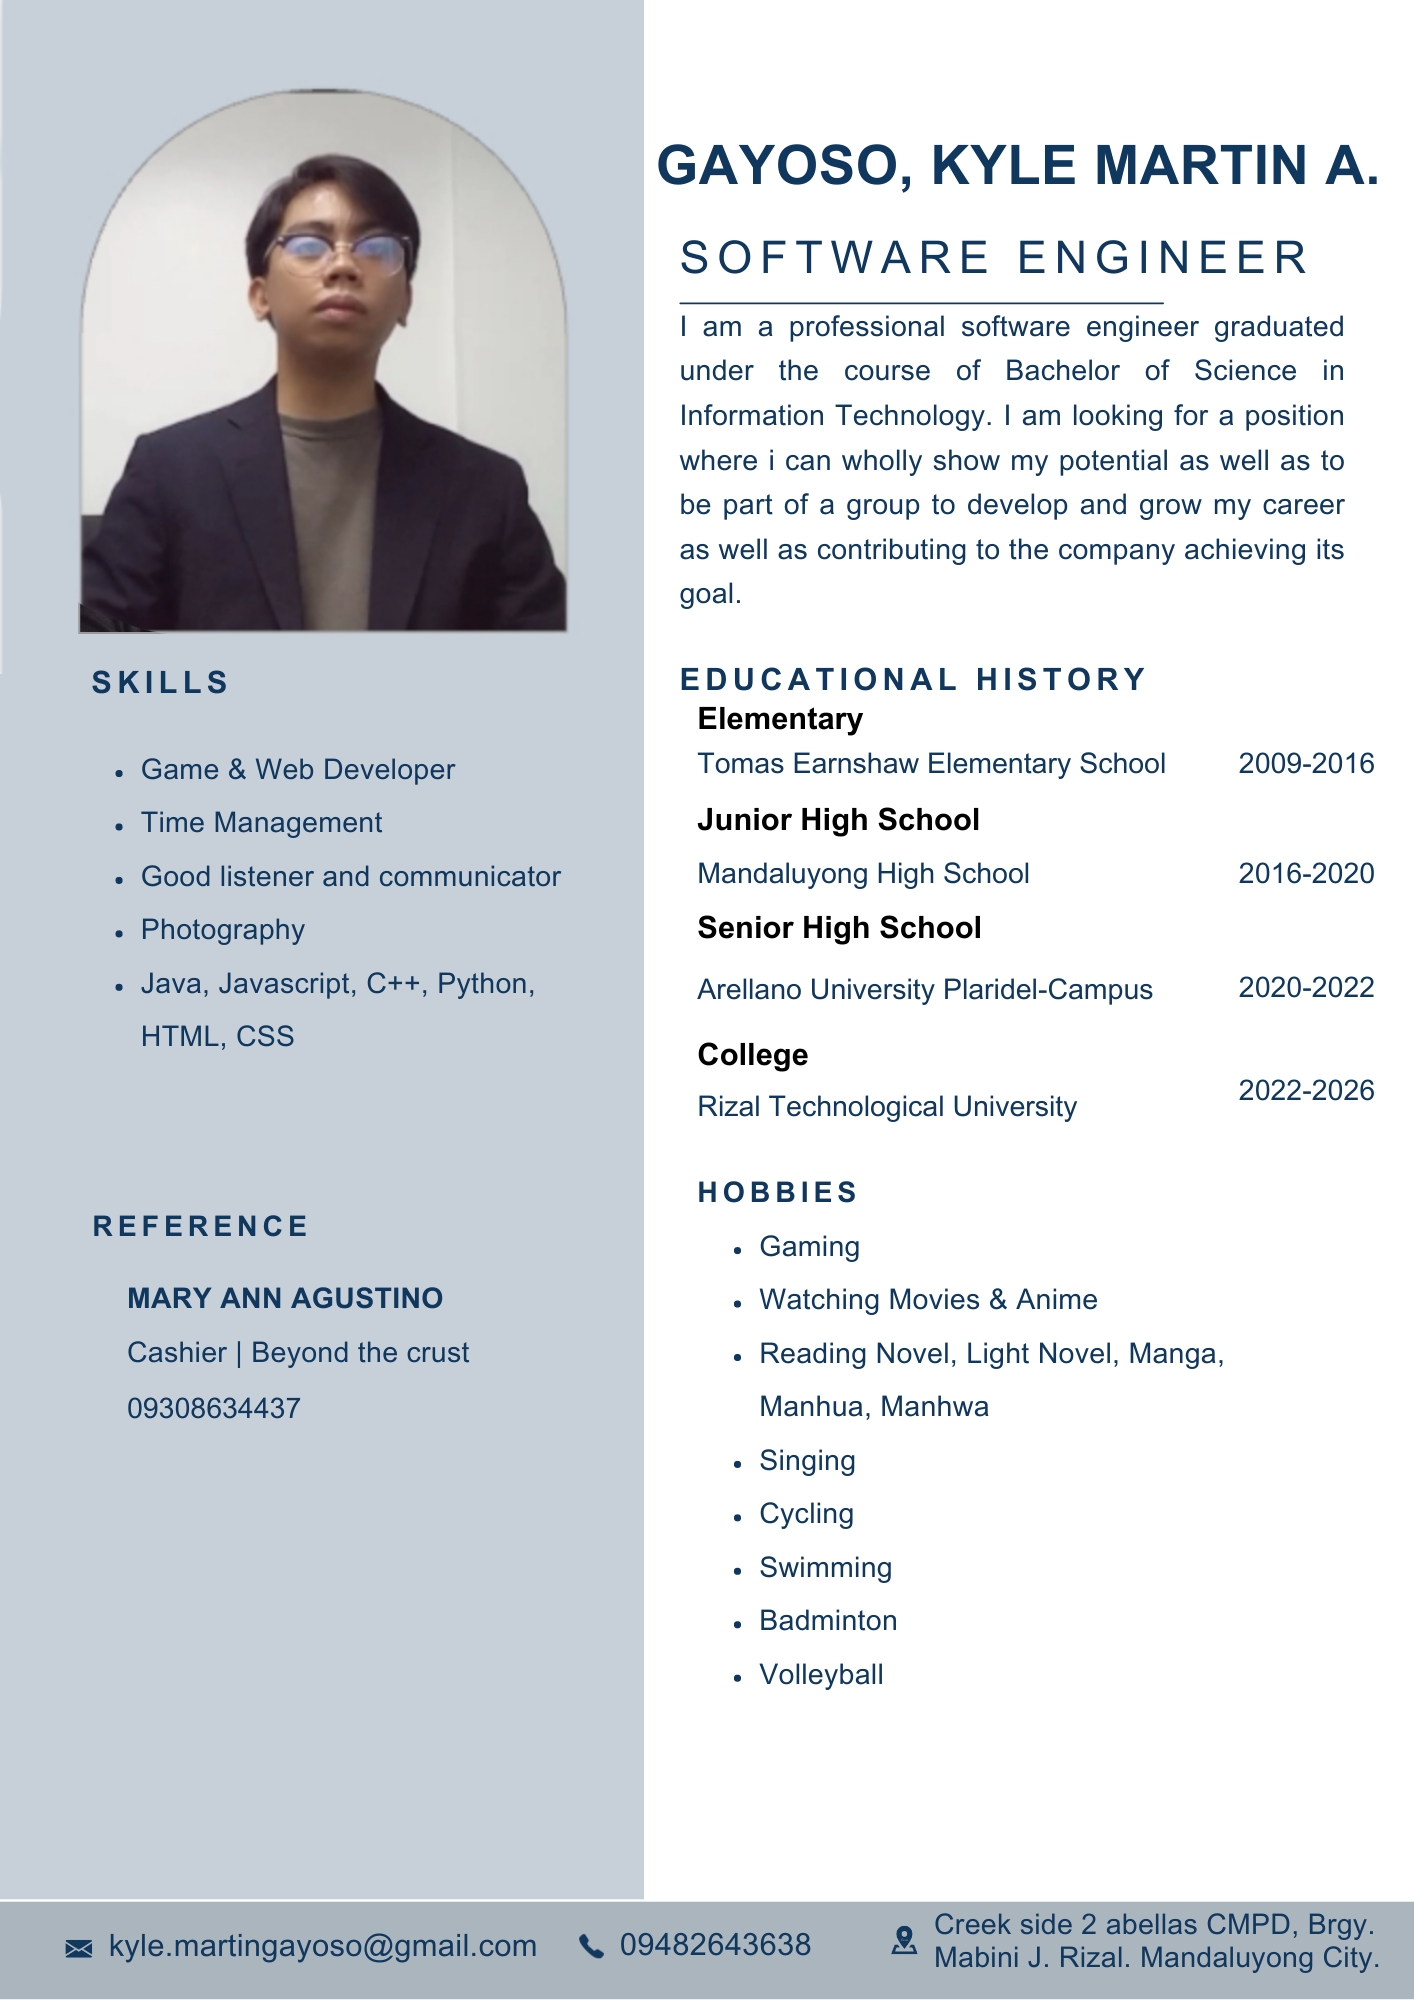 GAYOSO, KYLE MARTIN A.
SOFTWARE ENGINEER
I am a professional software engineer graduated
under the course of Bachelor of Science in
Information Technology. I am looking for a position
where i can wholly show my potential as well as to
be part of a group to develop and grow my career
as well as contributing to the company achieving its
goal.
SKILLS
• Game & Web Developer
• Time Management
• Good listener and communicator
• Photography
• Java, Javascript, C++, Python,
HTML, CSS
REFERENCE
MARY ANN AGUSTINO
Cashier | Beyond the crust
09308634437
EDUCATIONAL HISTORY
Elementary
Tomas Earnshaw Elementary School 2009-2016
Junior High School
Mandaluyong High School 2016-2020
Senior High School
Arellano University Plaridel-Campus 2020-2022
College
Rizal Technological University 2022-2026
HOBBIES
• Gaming
• Watching Movies & Anime
• Reading Novel, Light Novel, Manga,
Manhua, Manhwa
• Singing
• Cycling
• Swimming
• Badminton
• Volleyball
kyle.martingayoso@gmail.com
09482643638
Creek side 2 abellas CMPD, Brgy.
Mabini J. Rizal. Mandaluyong City.